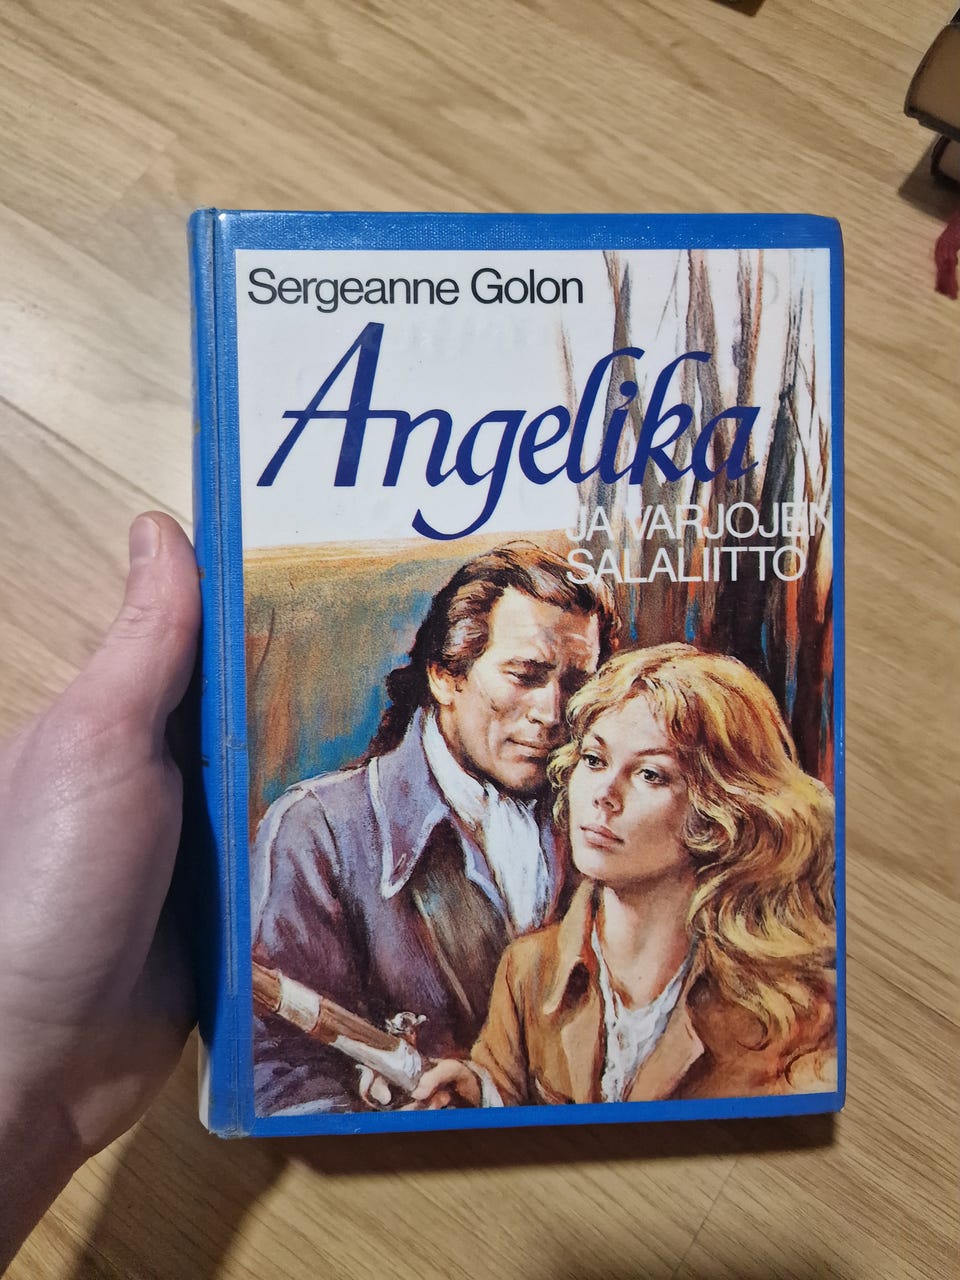 Sergeanne Golon
Angelika
JA VARJOJEN
SALALIITTO